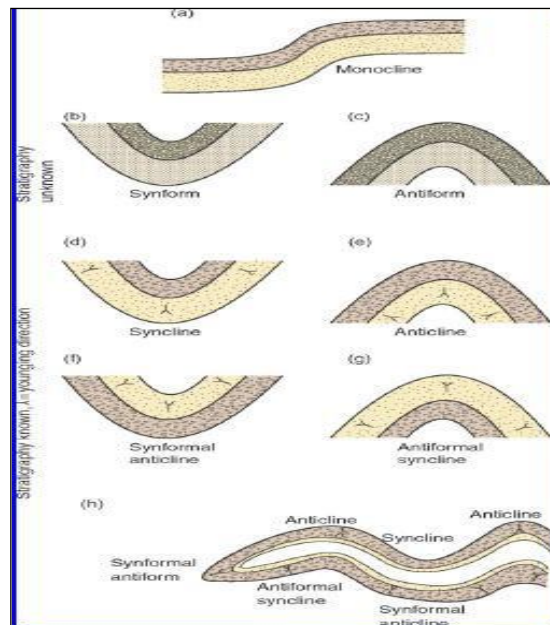 (a)
Monocline
(b)
(c)
Stratigraphy
unknown
Synform
Antiform
(d)
(e)
Syncline
Anticline
Stratigraphy known, ⅄= younging direction
(f)
(g)
Synformal
anticline
Antiformal
syncline
(h)
Anticline
Syncline
Anticline
Synformal
antiform
Antiformal
syncline
Synformal
anticline